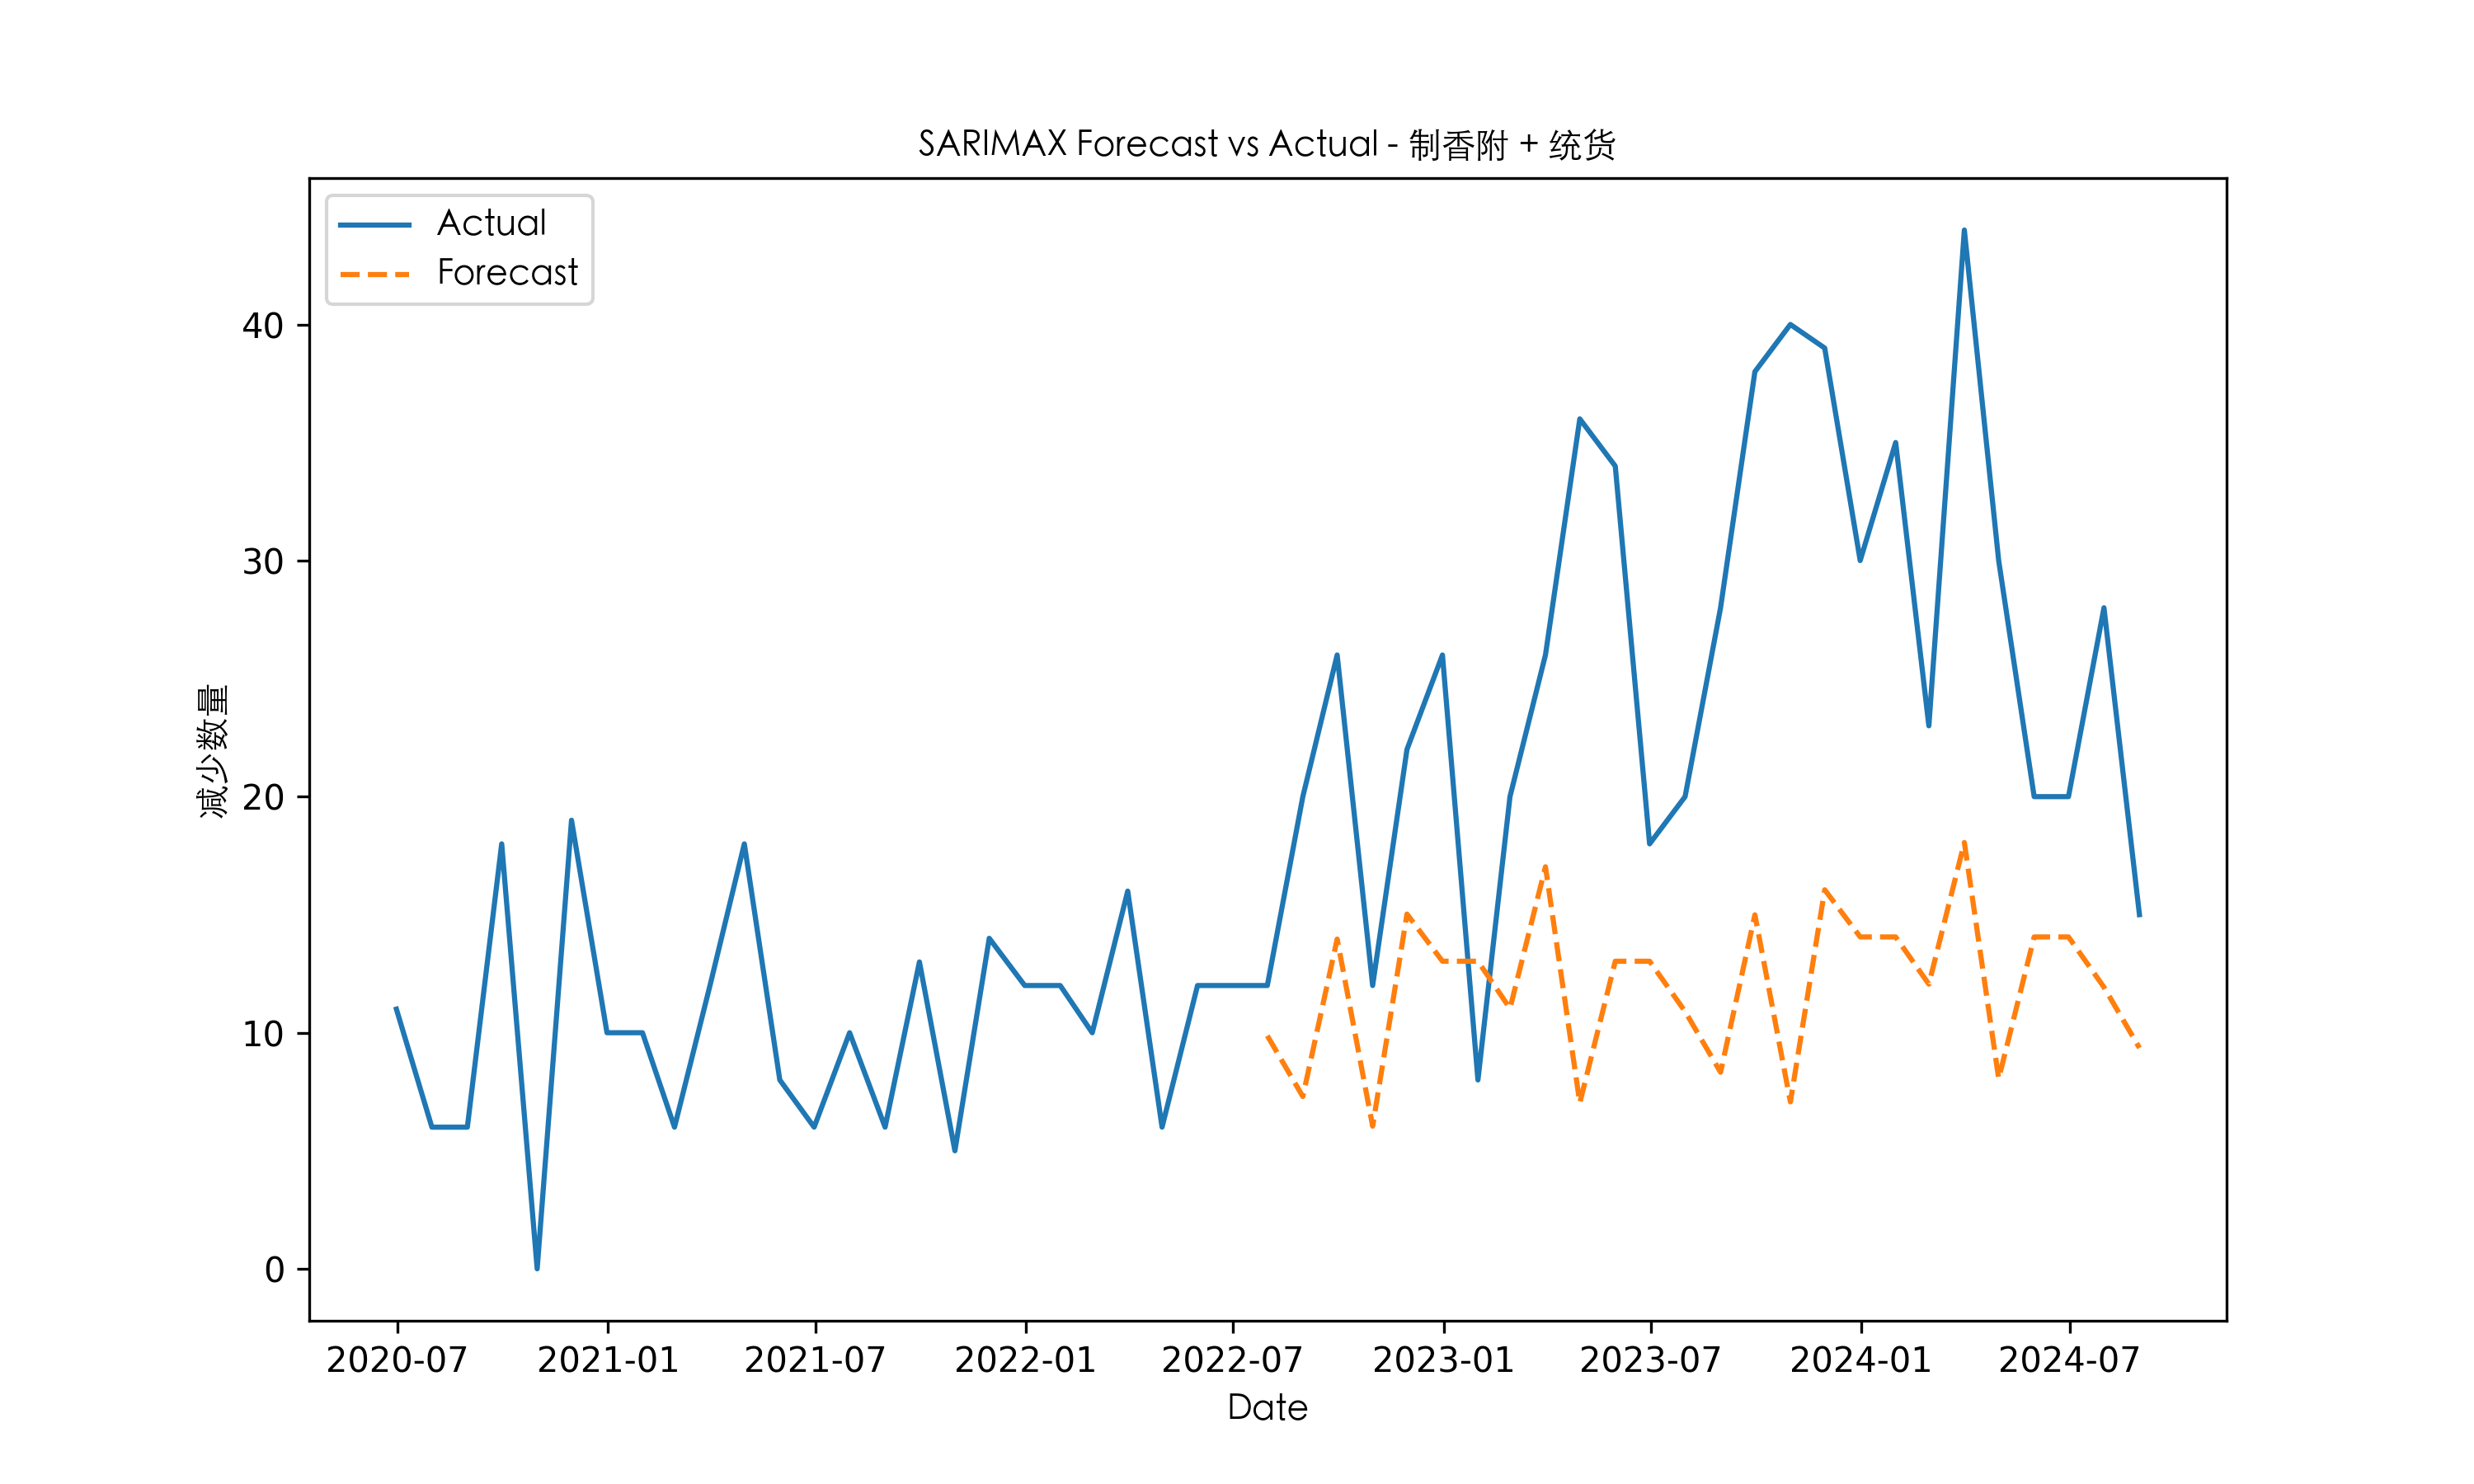 SARIMAX Forecast vs Actual - 制香附 + 统货
Actual
Forecast
40
30
20
10
0
减少数量
2020-07 2021-01 2021-07 2022-01 2022-07 2023-01 2023-07 2024-01 2024-07
Date